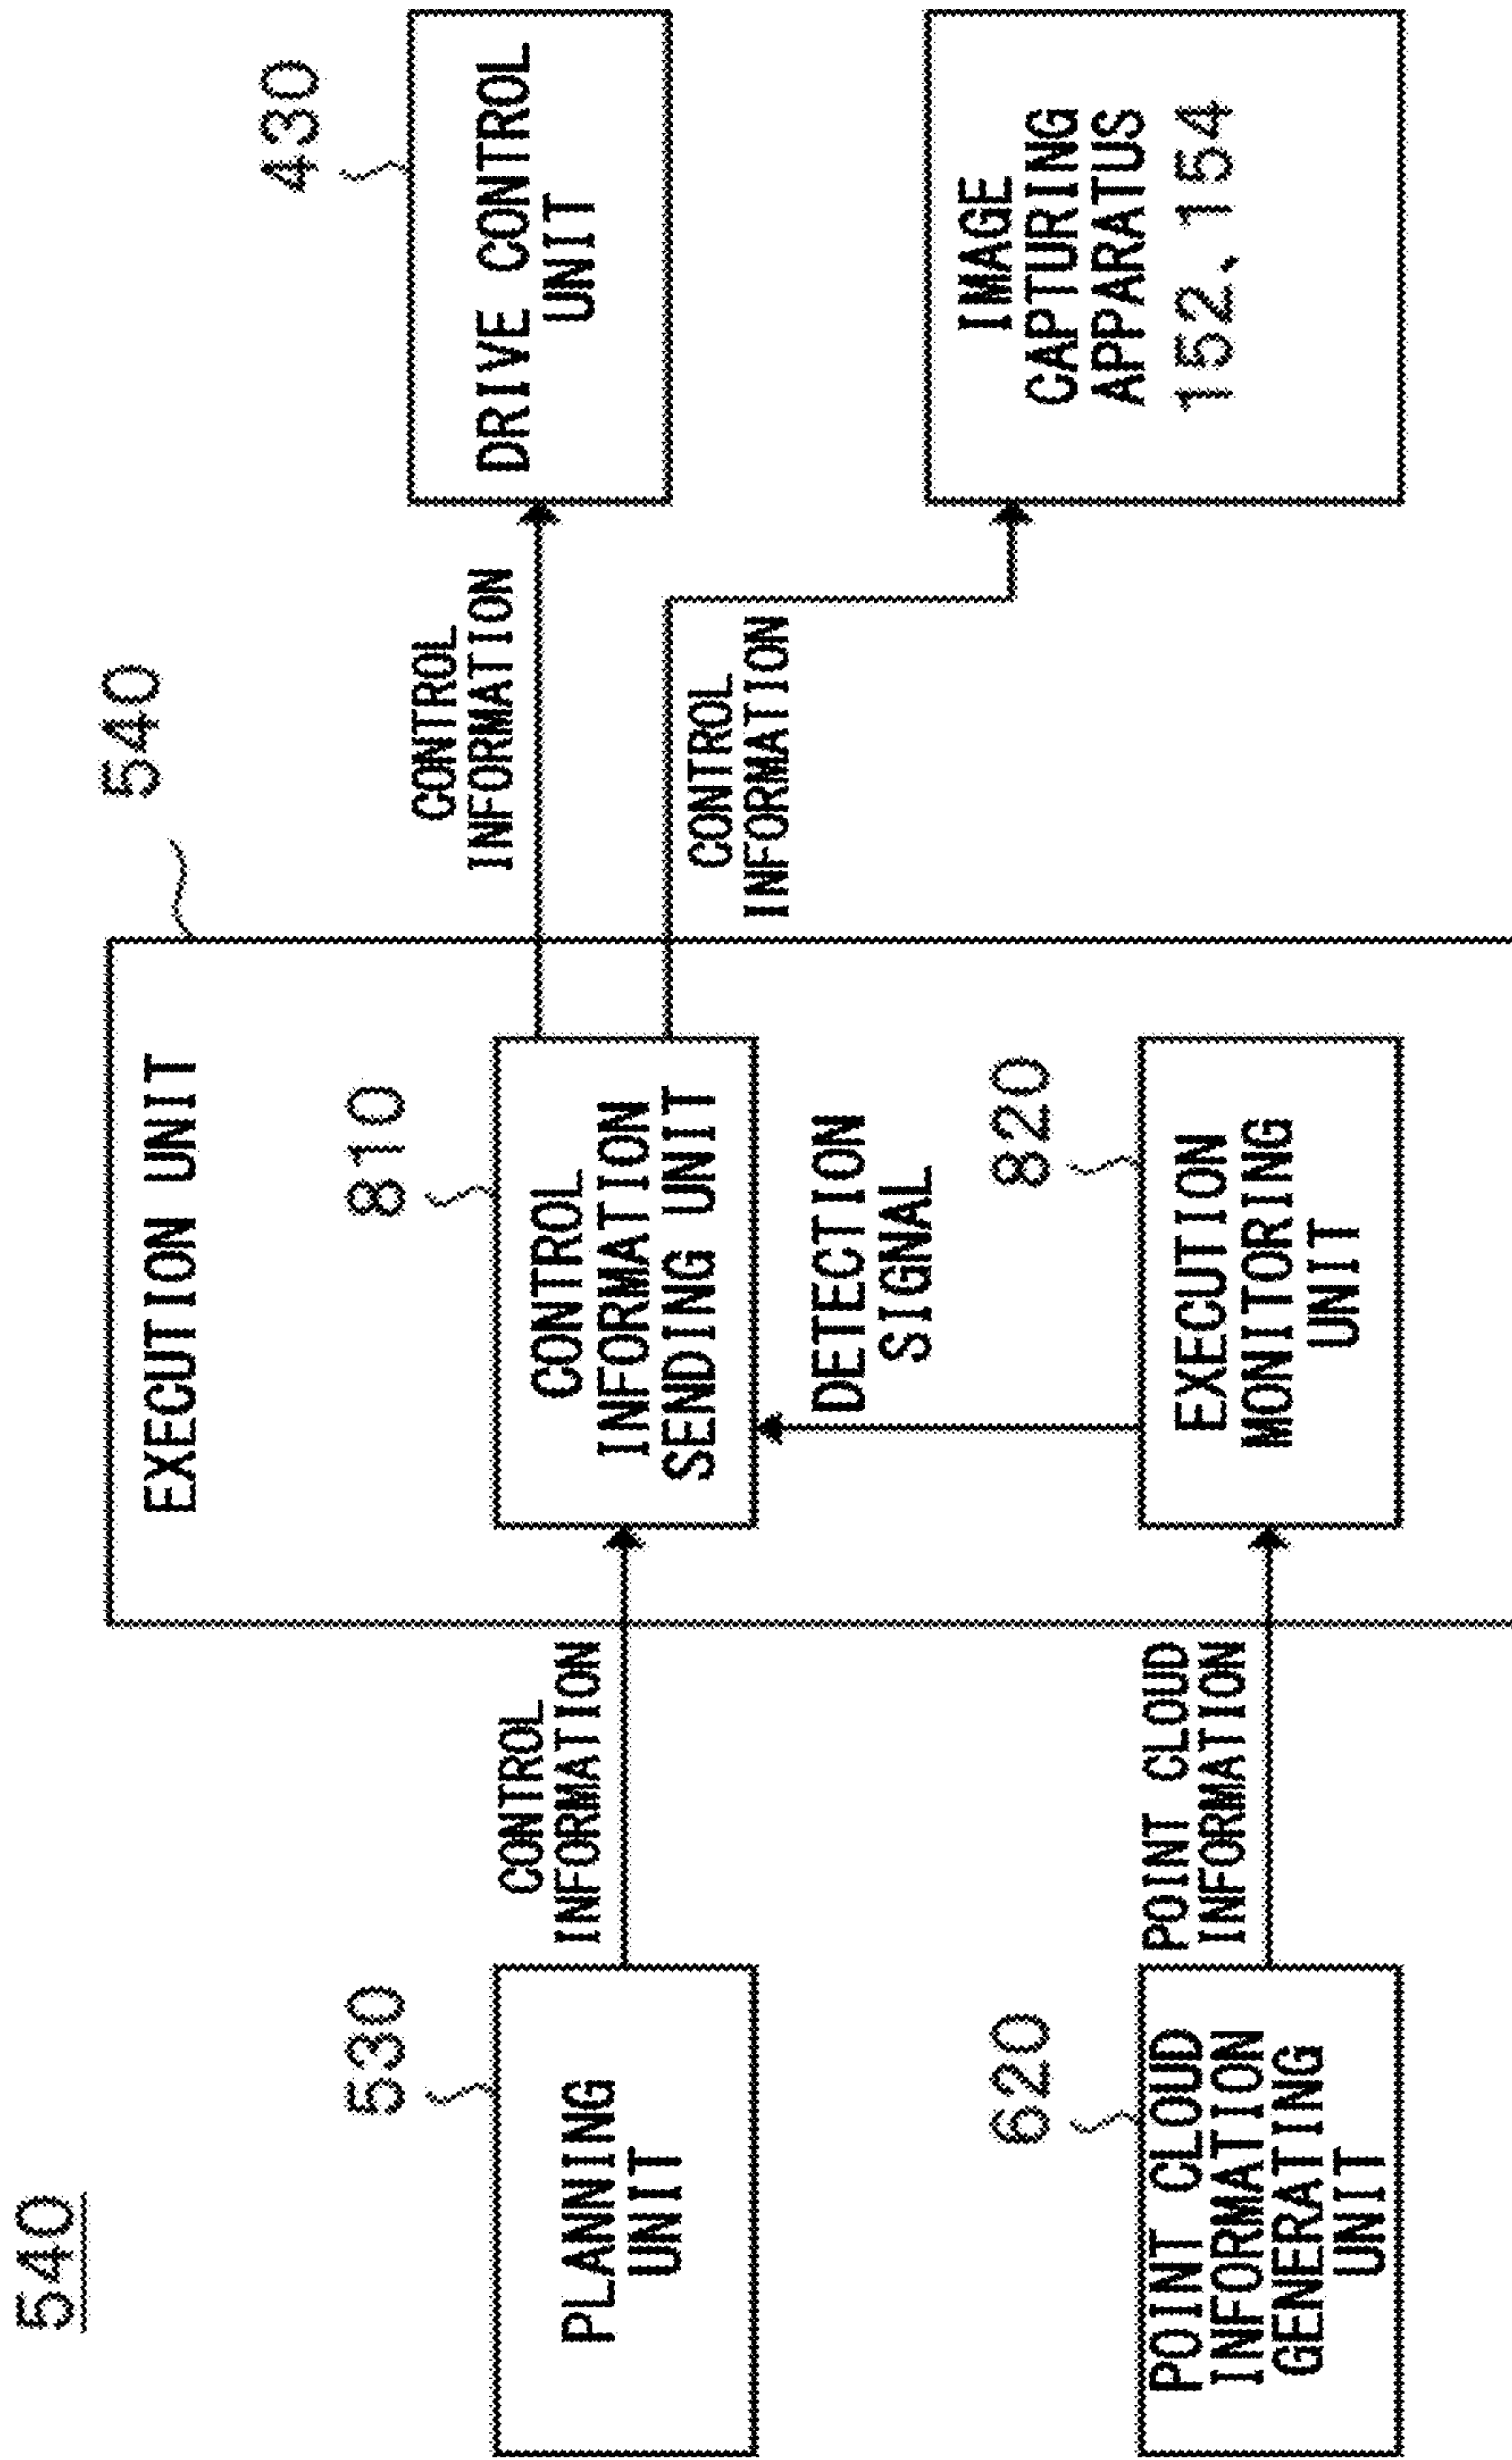 540
540
EXECUTION UNIT
430
DRIVE CONTROL
UNIT
CONTROL
INFORMATION
530
PLANNING
UNIT
CONTROL
INFORMATION
810
CONTROL
INFORMATION
SENDING UNIT
CONTROL
INFORMATION
DETECTION
SIGNAL
IMAGE
CAPTURING
APPARATUS
152、154
620
POINT CLOUD
INFORMATION
GENERATING
UNIT
POINT CLOUD
INFORMATION
820
EXECUTION
MONITORING
UNIT